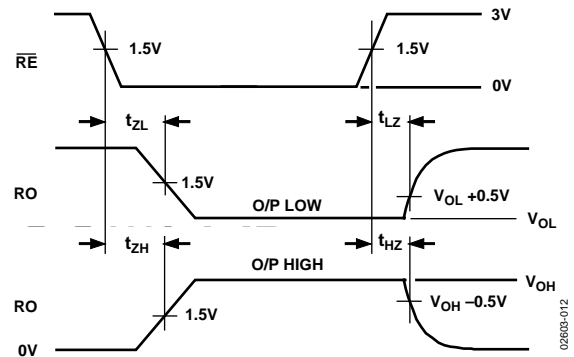 3V
RE 1.5V 1.5V
0V
tZL tLZ
RO 1.5V O/P LOW VOL +0.5V
VOL
tZH tHZ
O/P HIGH VOH
RO 1.5V VOH –0.5V
0V
02603-012